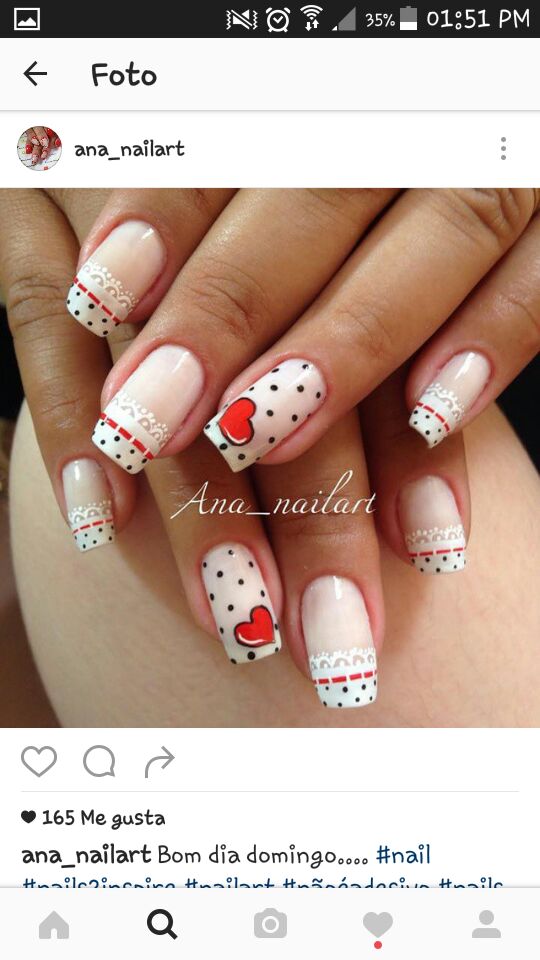 35% 01:51 PM
Foto
ana_nailart
Ana_nailart
165 Me gusta
ana_nailart Bom dia domingo.... #nail
#nails2inspire #nailart #nãoéadesivo #nails